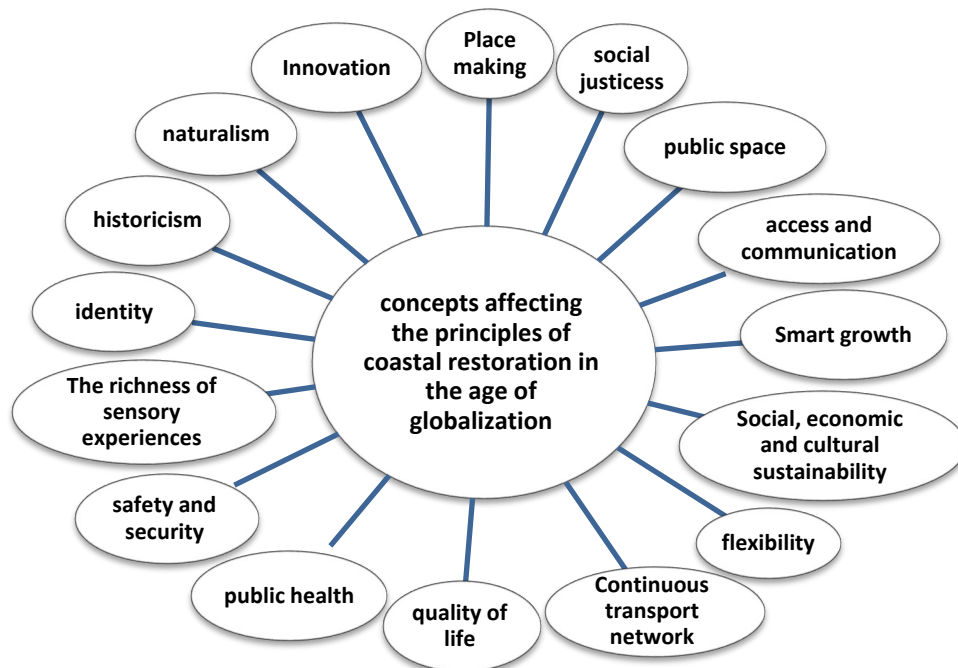 Place
making
social
justicess
Innovation
public space
naturalism
access and
communication
historicism
concepts affecting
the principles of
coastal restoration in
the age of
globalization
identity
Smart growth
The richness of
sensory
experiences
Social, economic
and cultural
sustainability
safety and
security
flexibility
public health
quality of
life
Continuous
transport
network